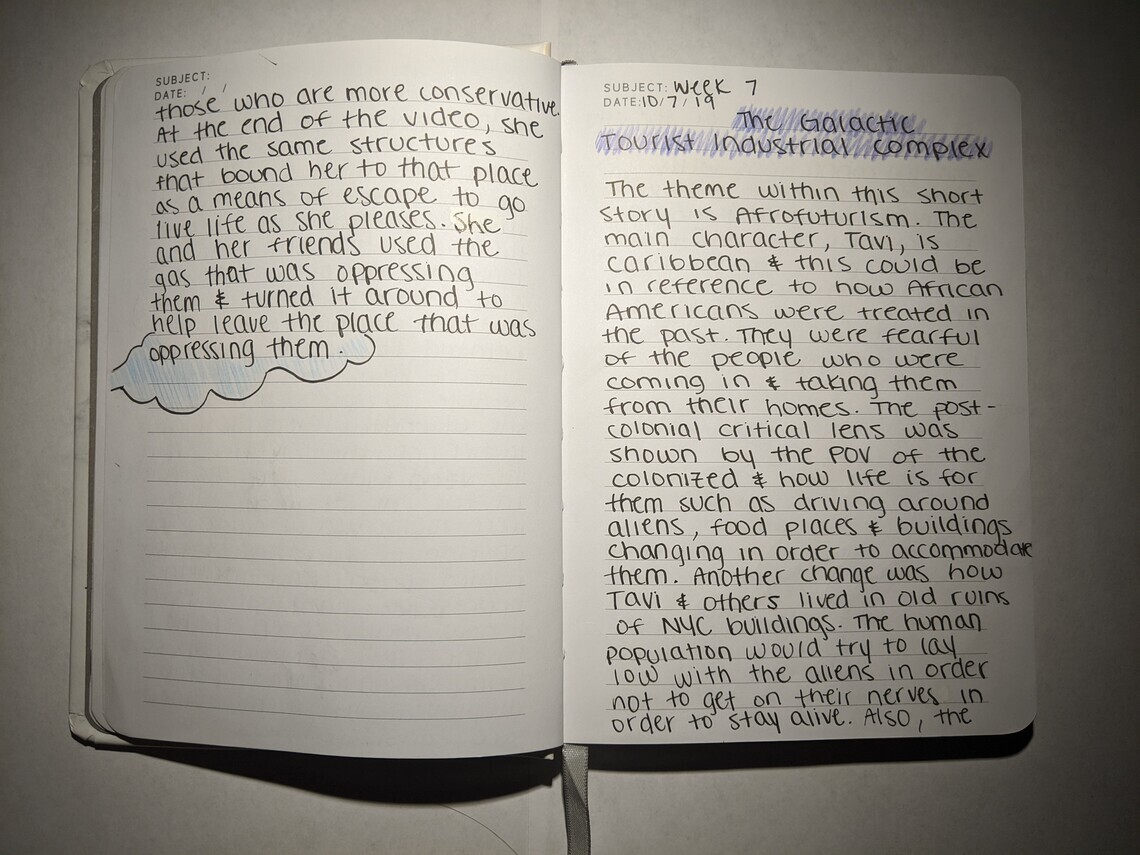 SUBJECT:
DATE: / /
those who are more conservative.
At the end of the video, she
used the same structures
that bound her to that place
as a means of escape to go
live life as she pleases. She
and her friends used the
gas that was oppressing
them & turned it around to
help leave the place that was
oppressing them.
SUBJECT: Week 7
DATE: 10/7/19
The Galactic
Tourist Industrial complex
The theme within this short
story is Afrofuturism. The
main character, Tavi, is
caribbean & this could be
in reference to how African
Americans were treated in
the past. They were fearful
of the people who were
coming in & taking them
from their homes. The post-
colonial critical lens was
shown by the POV of the
colonized & how life is for
them such as driving around
aliens, food places & buildings
changing in order to accommodate
them. Another change was how
Tavi & others lived in old ruins
of NYC buildings. The human
population would try to lay
low with the aliens in order
not to get on their nerves in
order to stay alive. Also, the